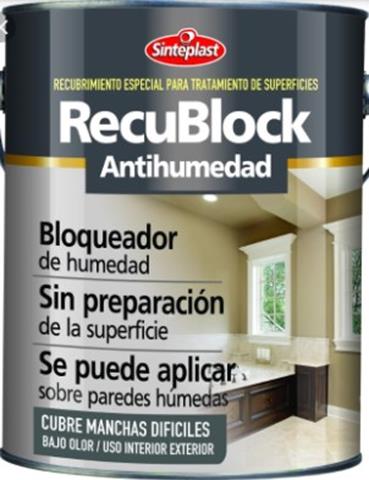 Sinteplast
RECUBRIMIENTO ESPECIAL PARA TRATAMIENTO DE SUPERFICIES
RecuBlock
Antihumedad
Bloqueador
de humedad
Sin preparación
de la superficie
Se puede aplicar
sobre paredes húmedas
CUBRE MANCHAS DIFICILES
BAJO OLOR / USO INTERIOR EXTERIOR